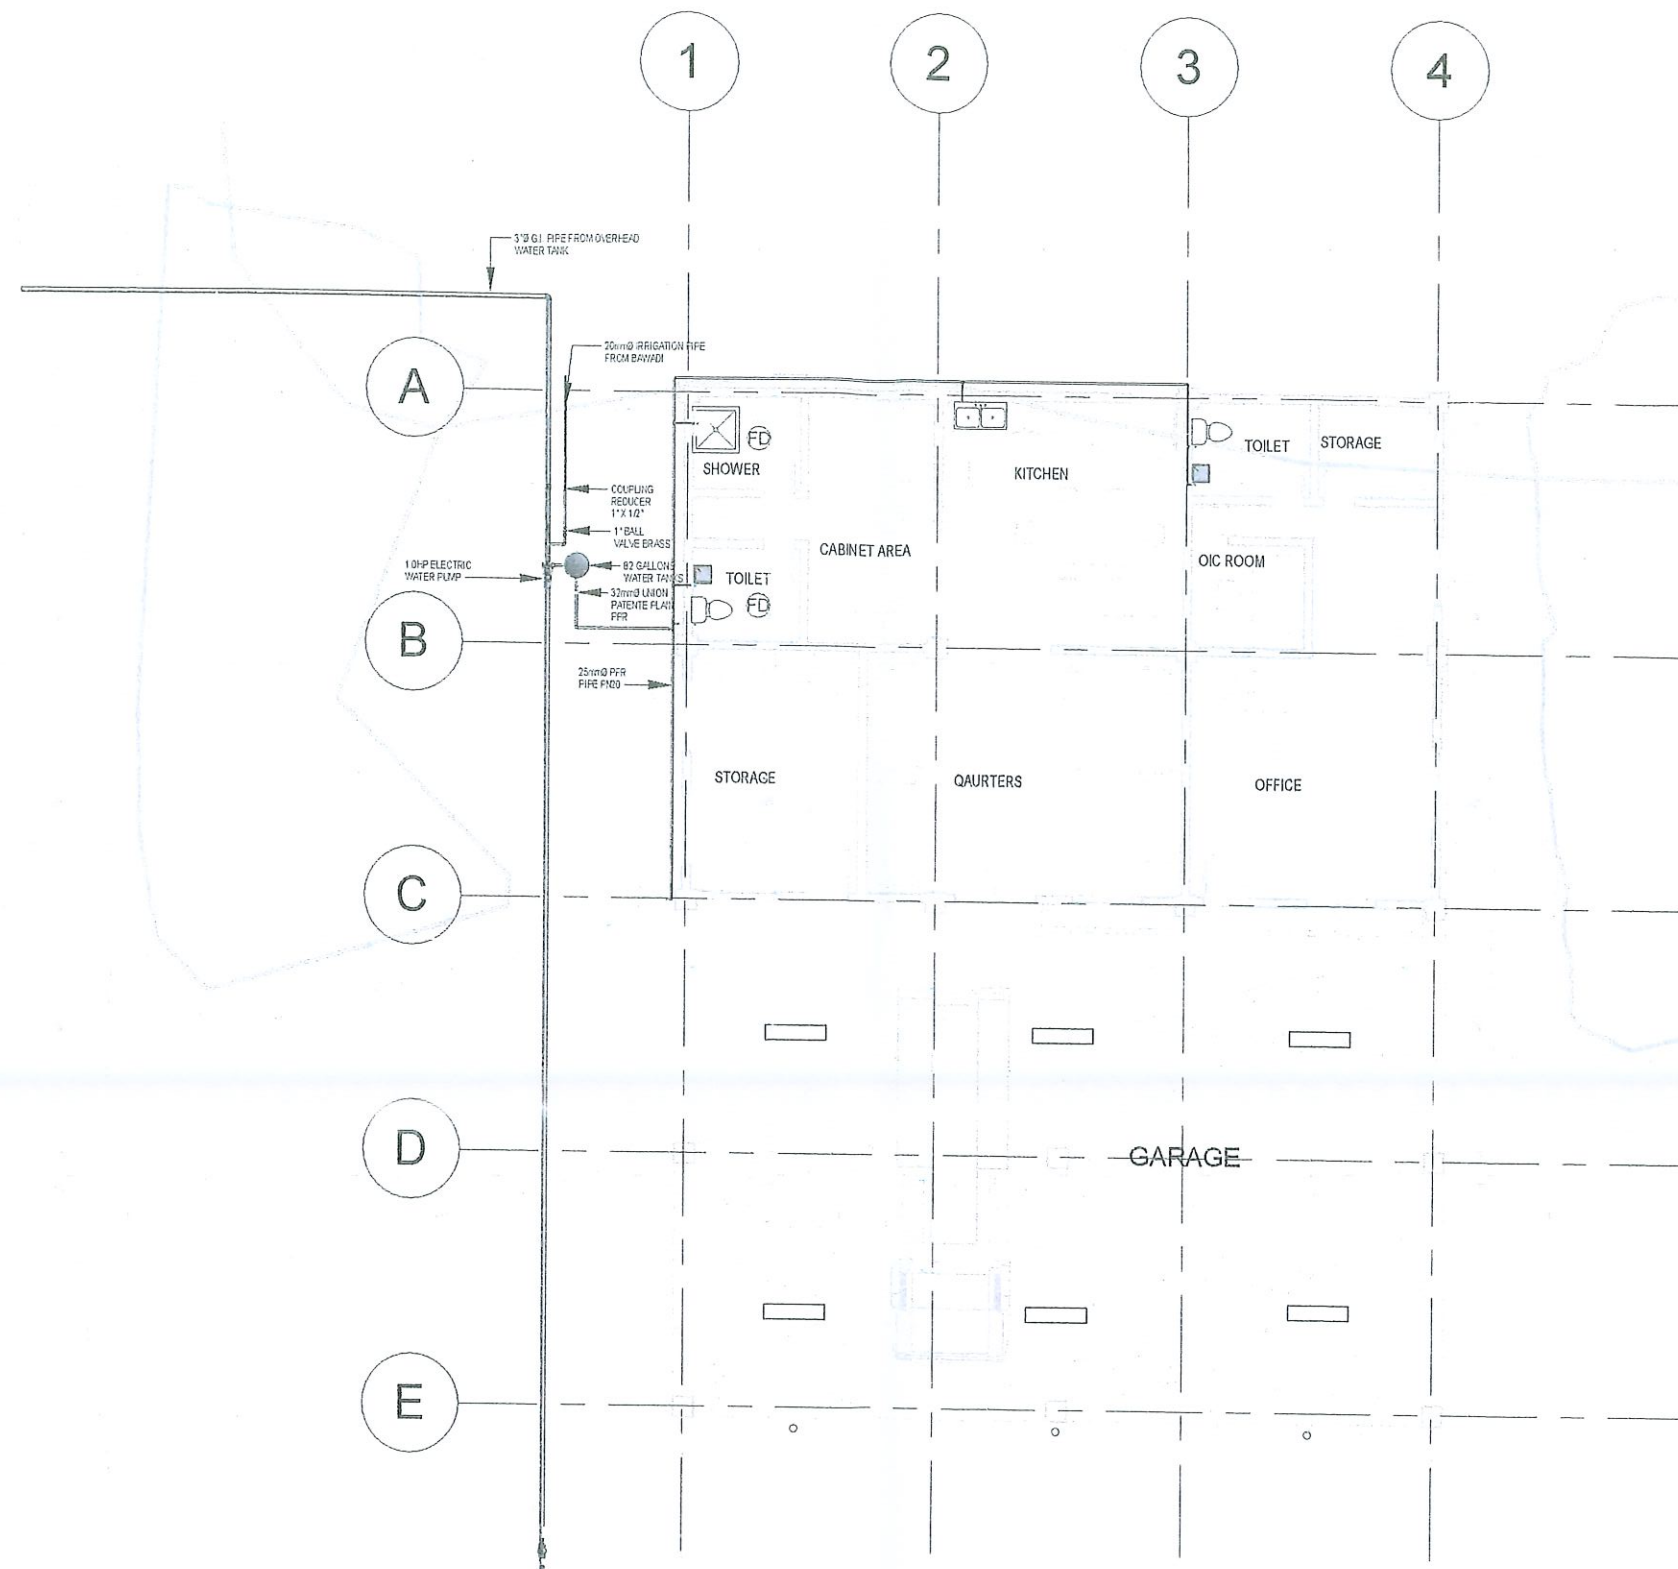 1
2
3
4
3"Ø G.I. PIPE FROM OVERHEAD
WATER TANK
20mmØ IRRIGATION PIPE
FROM BAWADI
A
SHOWER
FD
KITCHEN
TOILET
STORAGE
COUPLING
REDUCER
1" X 1/2"
1" BALL
VALVE BRASS
CABINET AREA
OIC ROOM
1.0HP ELECTRIC
WATER PUMP
82 GALLONS
WATER TANKS
TOILET
FD
32mmØ UNION
PATENTE PLAIN
PPR
B
25mmØ PPR
PIPE PN20
STORAGE
QAURTERS
OFFICE
C
D
GARAGE
E